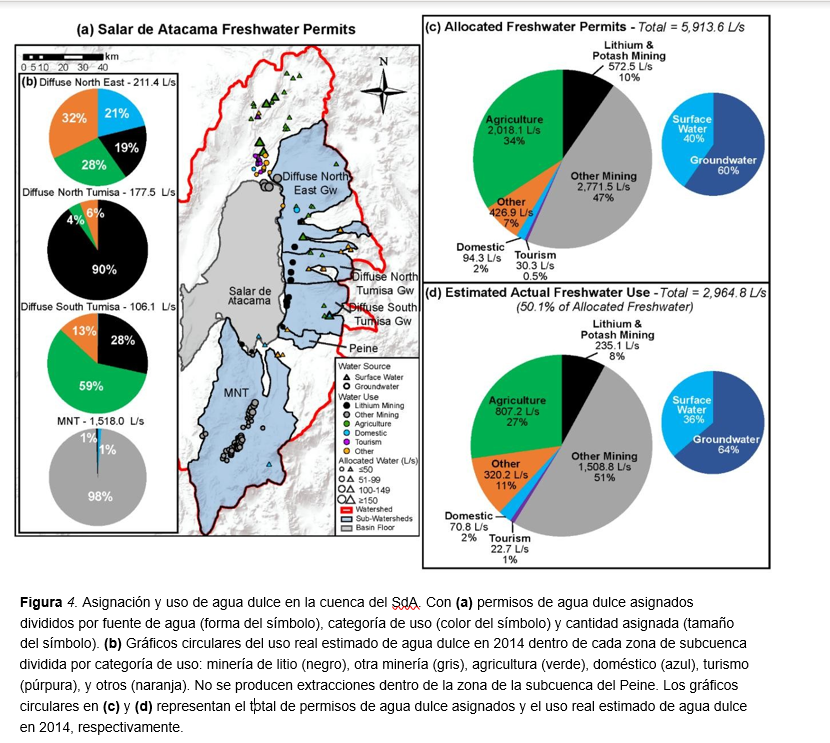 (a) Salar de Atacama Freshwater Permits
km
0 5 10 20 30 40
N
(b) Diffuse North East - 211.4 L/s
32%
21%
19%
28%
Diffuse North Tumisa - 177.5 L/s
4%
6%
90%
Diffuse South Tumisa - 106.1 L/s
13%
28%
59%
MNT - 1,518.0 L/s
1%
1%
98%
Diffuse North
East Gw
Diffuse North
Tumisa Gw
Diffuse South
Tumisa Gw
Peine
Salar de
Atacama
MNT
Water Source
Surface Water
Groundwater
Water Use
Lithium Mining
Other Mining
Agriculture
Domestic
Tourism
Other
Allocated Water (L/s)
≤50
51-99
100-149
≥150
Watershed
Sub-Watersheds
Basin Floor
(c) Allocated Freshwater Permits - Total = 5,913.6 L/s
Lithium &
Potash Mining
572.5 L/s
10%
Agriculture
2,018.1 L/s
34%
Other Mining
2,771.5 L/s
47%
Other
426.9 L/s
7%
Domestic
94.3 L/s
2%
Tourism
30.3 L/s
0.5%
Surface
Water
40%
Groundwater
60%
(d) Estimated Actual Freshwater Use - Total = 2,964.8 L/s
(50.1% of Allocated Freshwater)
Lithium &
Potash Mining
235.1 L/s
8%
Agriculture
807.2 L/s
27%
Other Mining
1,508.8 L/s
51%
Other
320.2 L/s
11%
Domestic
70.8 L/s
2%
Tourism
22.7 L/s
1%
Surface
Water
36%
Groundwater
64%
Figura 4. Asignación y uso de agua dulce en la cuenca del SdA. Con (a) permisos de agua dulce asignados
divididos por fuente de agua (forma del símbolo), categoría de uso (color del símbolo) y cantidad asignada (tamaño
del símbolo). (b) Gráficos circulares del uso real estimado de agua dulce en 2014 dentro de cada zona de subcuenca
dividida por categoría de uso: minería de litio (negro), otra minería (gris), agricultura (verde), doméstico (azul), turismo
(púrpura), y otros (naranja). No se producen extracciones dentro de la zona de la subcuenca del Peine. Los gráficos
circulares en (c) y (d) representan el total de permisos de agua dulce asignados y el uso real estimado de agua dulce
en 2014, respectivamente.